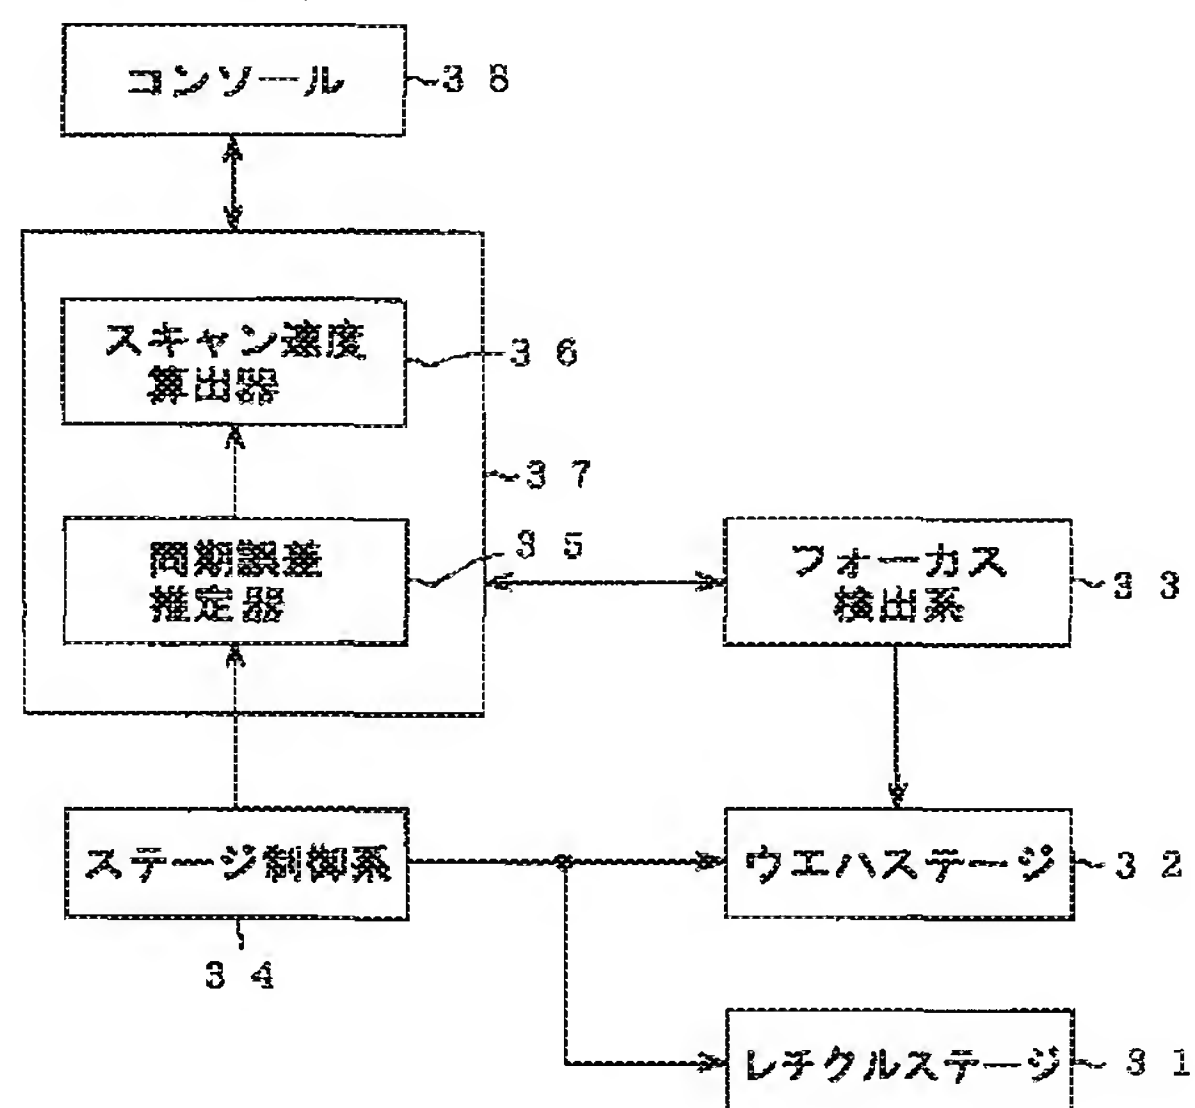 コンソール
38
スキャン速度
算出器
36
37
同期誤差
推定器
35
フォーカス
検出系
33
ステージ制御系
34
ウエハステージ
32
レチクルステージ
31